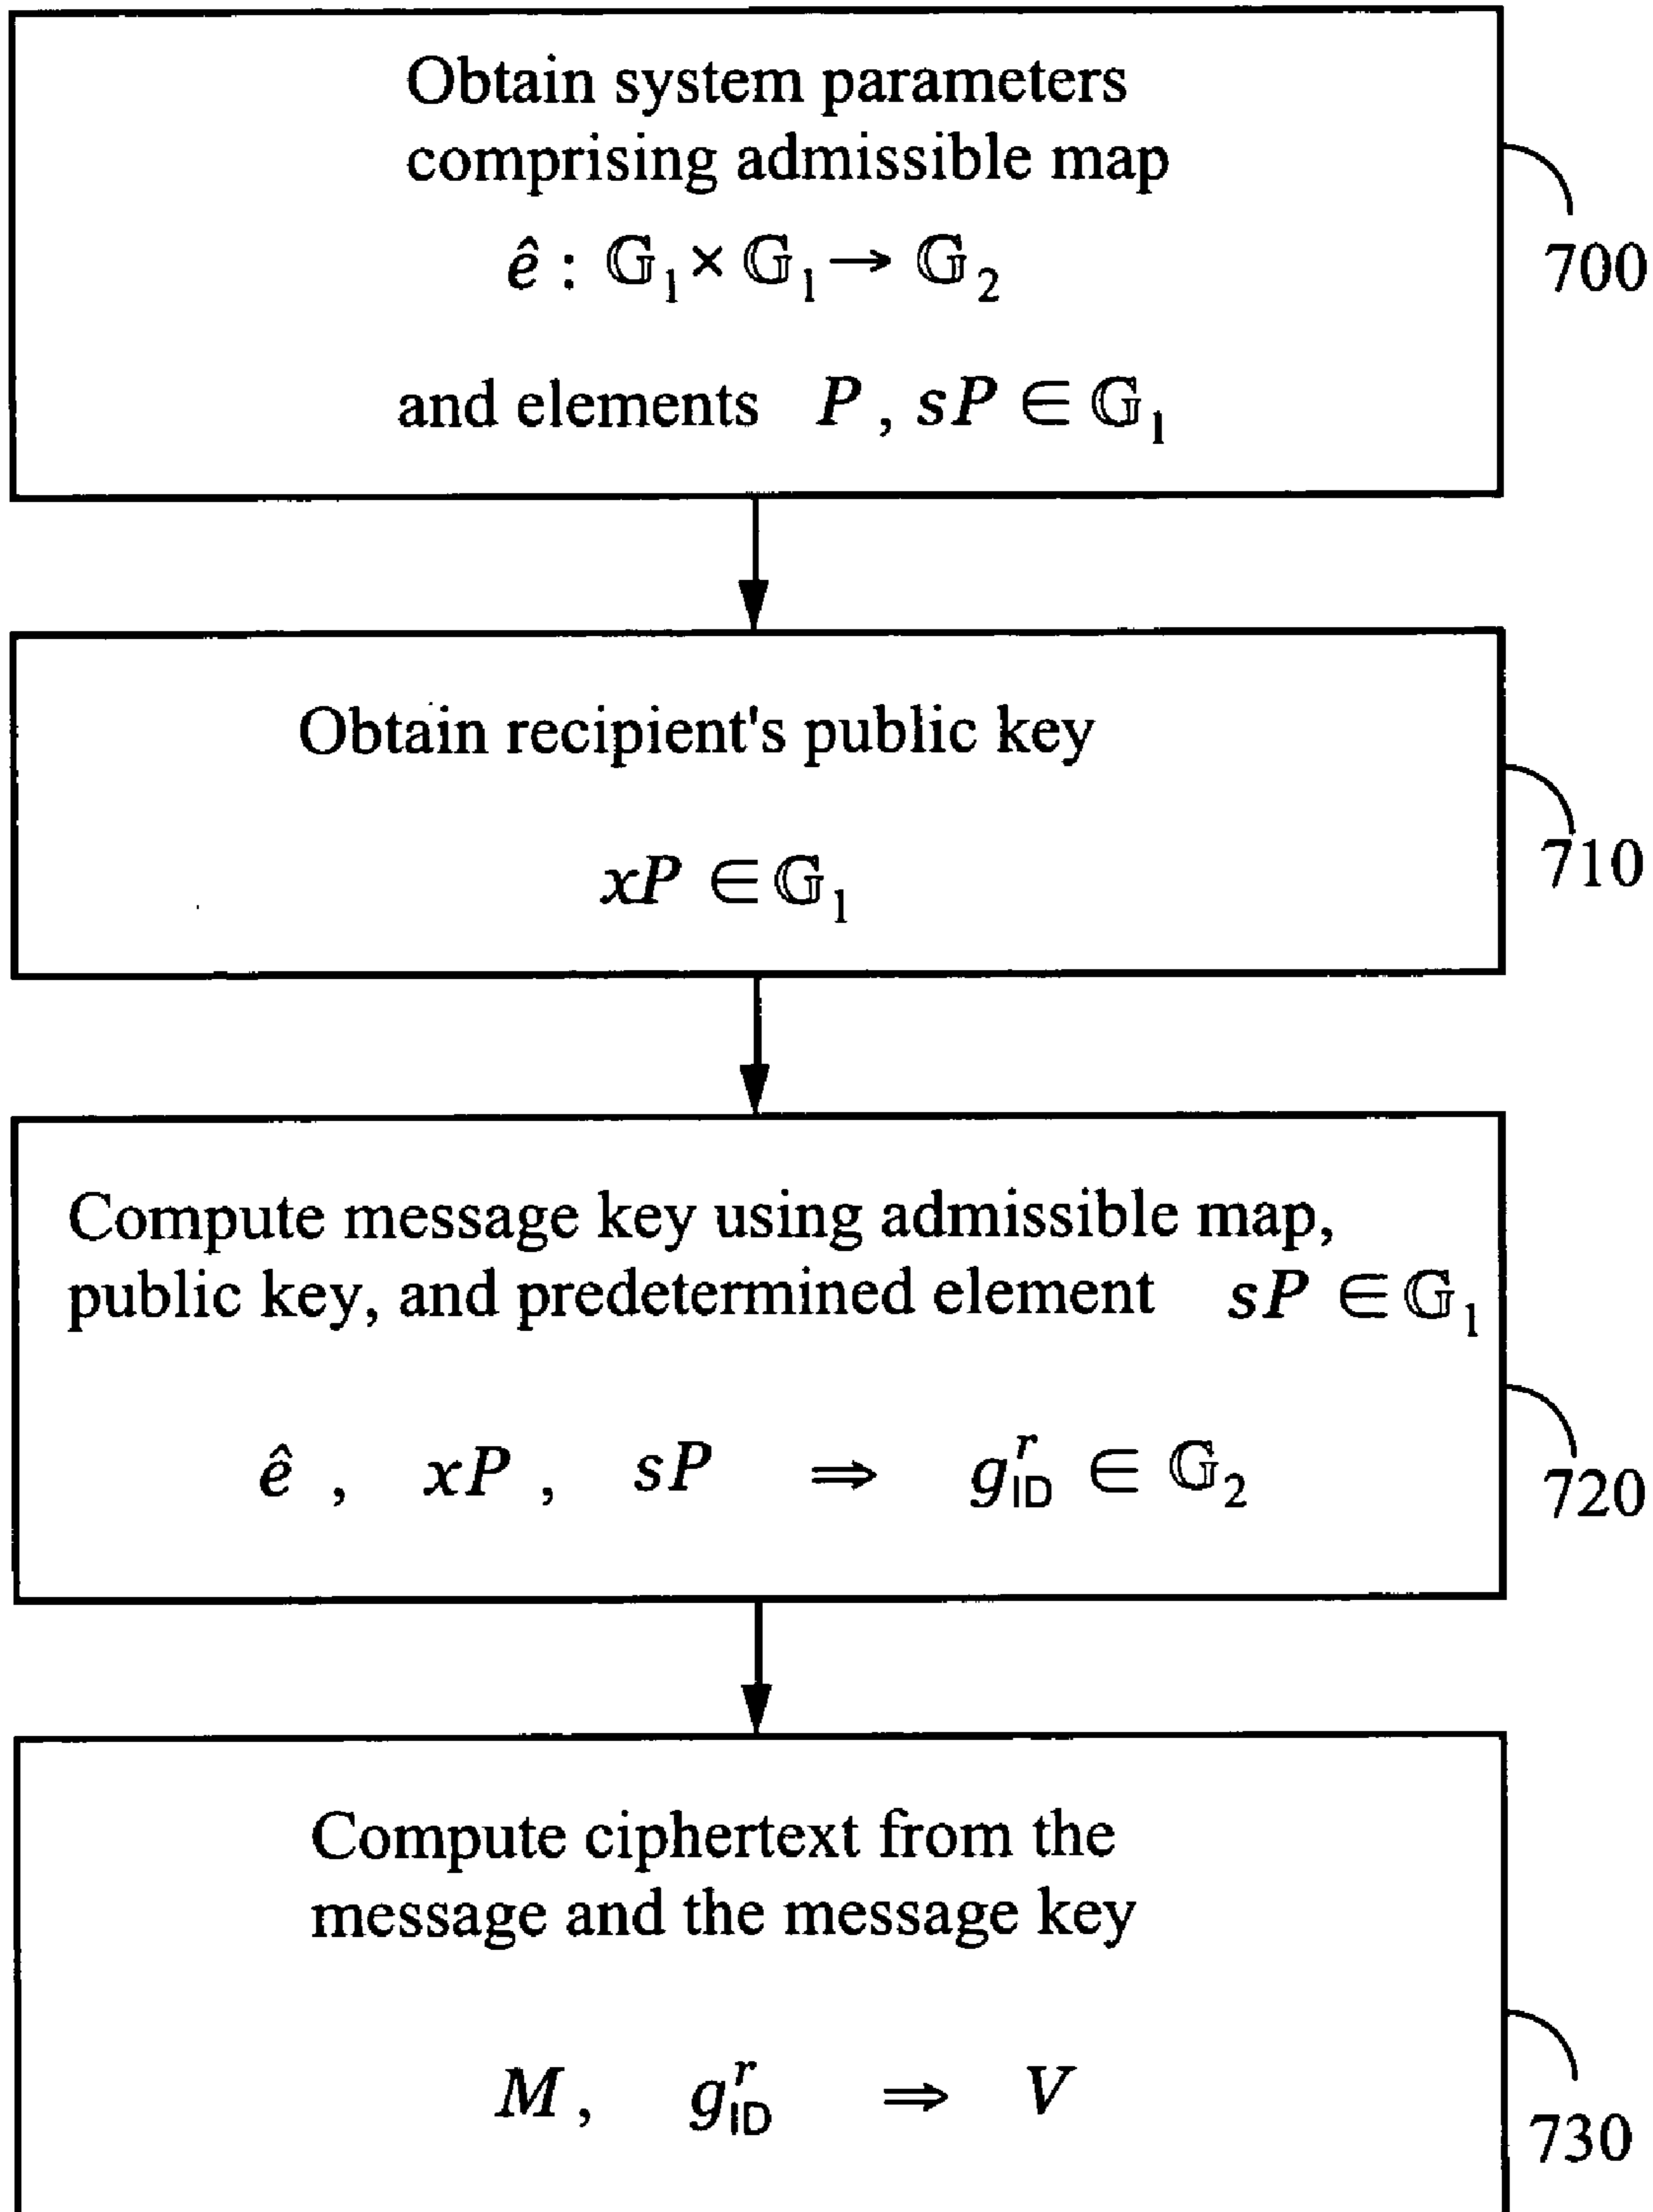 Obtain system parameters
comprising admissible map
ê : 𝔾₁ × 𝔾₁ → 𝔾₂
and elements P , sP ∈ 𝔾₁
700
Obtain recipient's public key
xP ∈ 𝔾₁
710
Compute message key using admissible map,
public key, and predetermined element sP ∈ 𝔾₁
ê , xP , sP ⇒ g_ID^r ∈ 𝔾₂
720
Compute ciphertext from the
message and the message key
M , g_ID^r ⇒ V
730